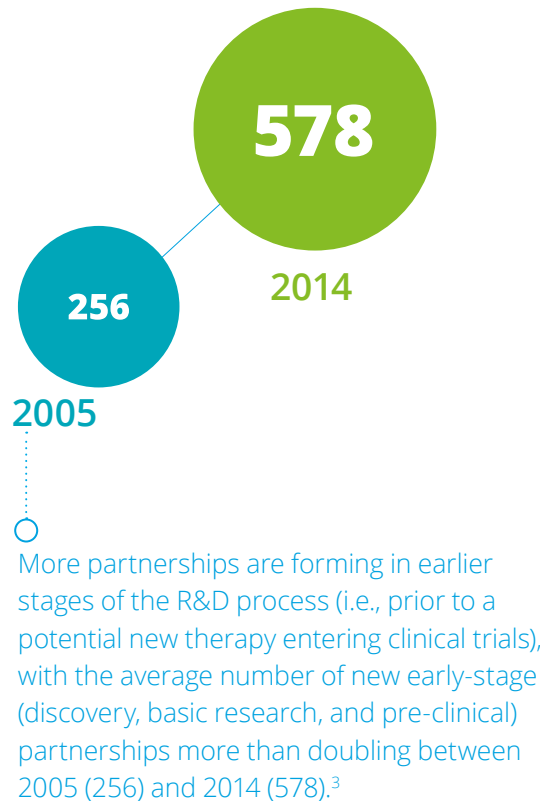 578
2014
256
2005
More partnerships are forming in earlier
stages of the R&D process (i.e., prior to a
potential new therapy entering clinical trials),
with the average number of new early-stage
(discovery, basic research, and pre-clinical)
partnerships more than doubling between
2005 (256) and 2014 (578).³